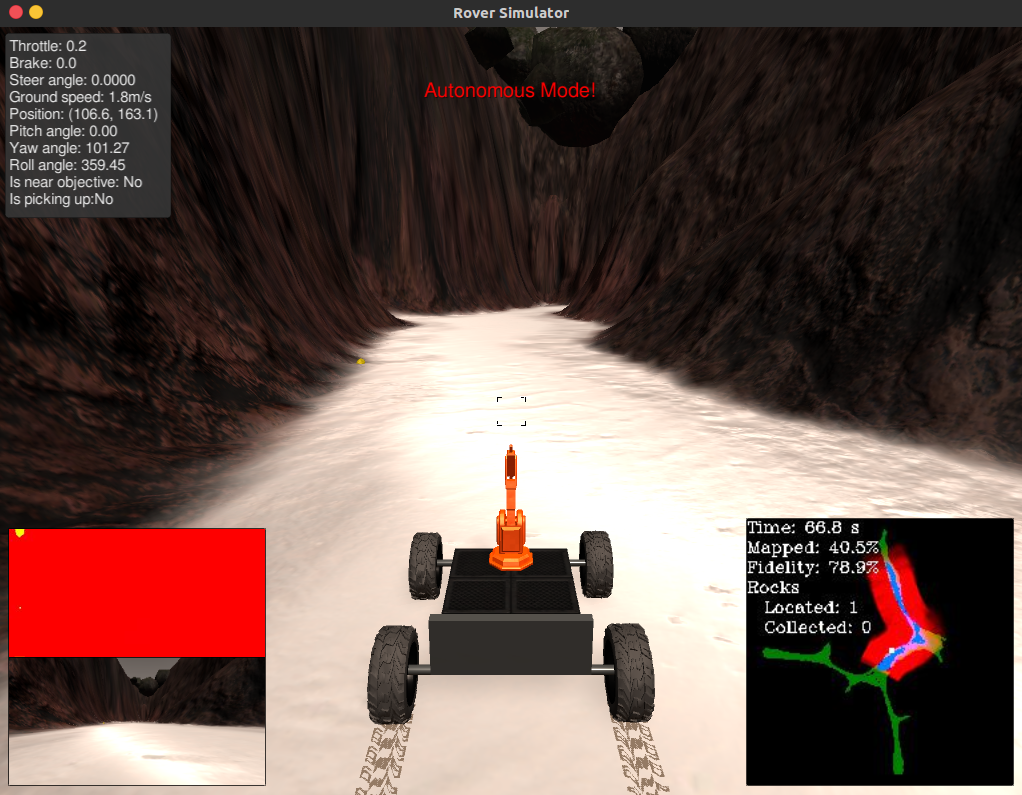 Rover Simulator
Throttle: 0.2
Brake: 0.0
Steer angle: 0.0000
Ground speed: 1.8m/s
Position: (106.6, 163.1)
Pitch angle: 0.00
Yaw angle: 101.27
Roll angle: 359.45
Is near objective: No
Is picking up:No
Autonomous Mode!
Time: 66.8 s
Mapped: 40.5%
Fidelity: 78.9%
Rocks
Located: 1
Collected: 0